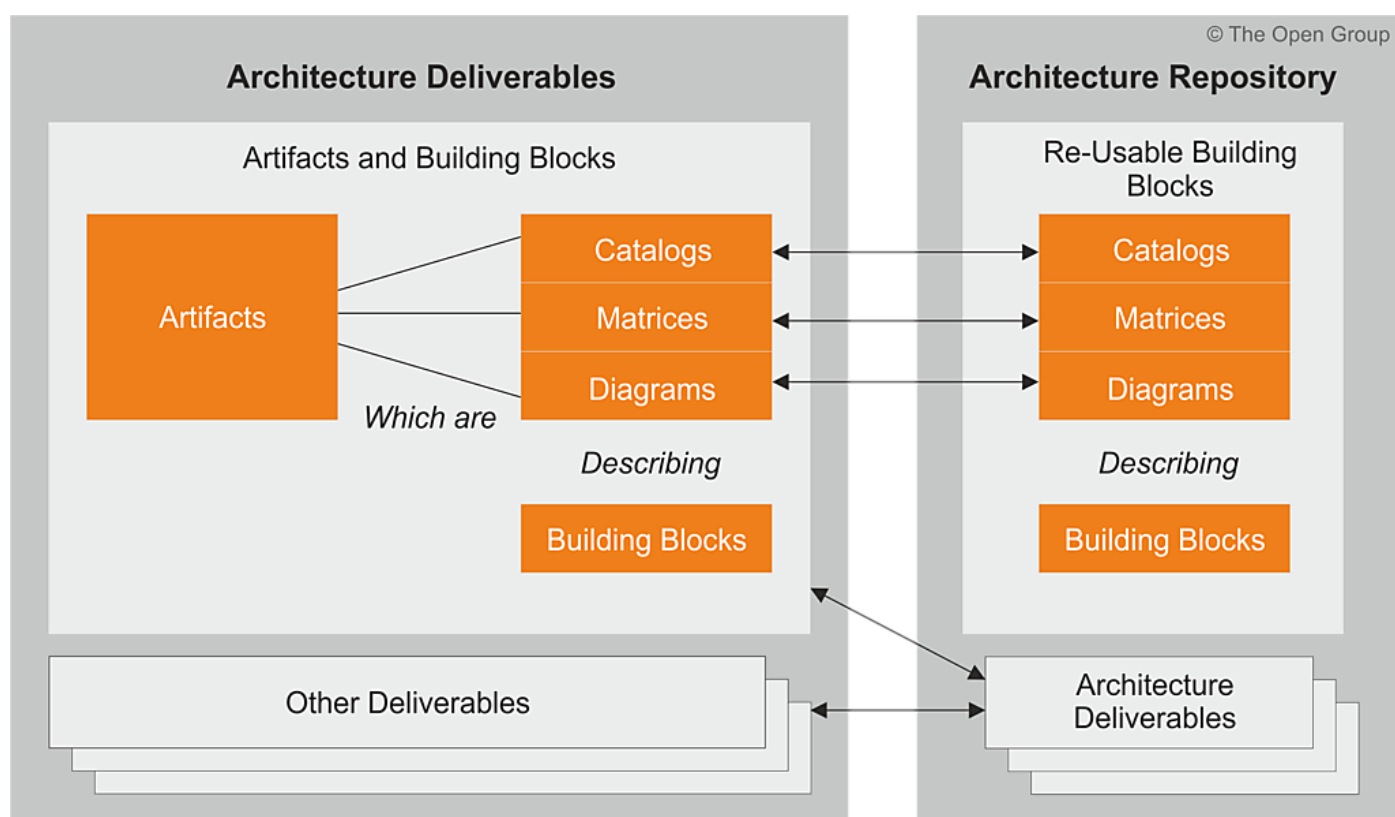 © The Open Group
Architecture Deliverables
Architecture Repository
Artifacts and Building Blocks
Re-Usable Building
Blocks
Artifacts
Catalogs
Matrices
Diagrams
Which are
Describing
Building Blocks
Catalogs
Matrices
Diagrams
Describing
Building Blocks
Other Deliverables
Architecture
Deliverables